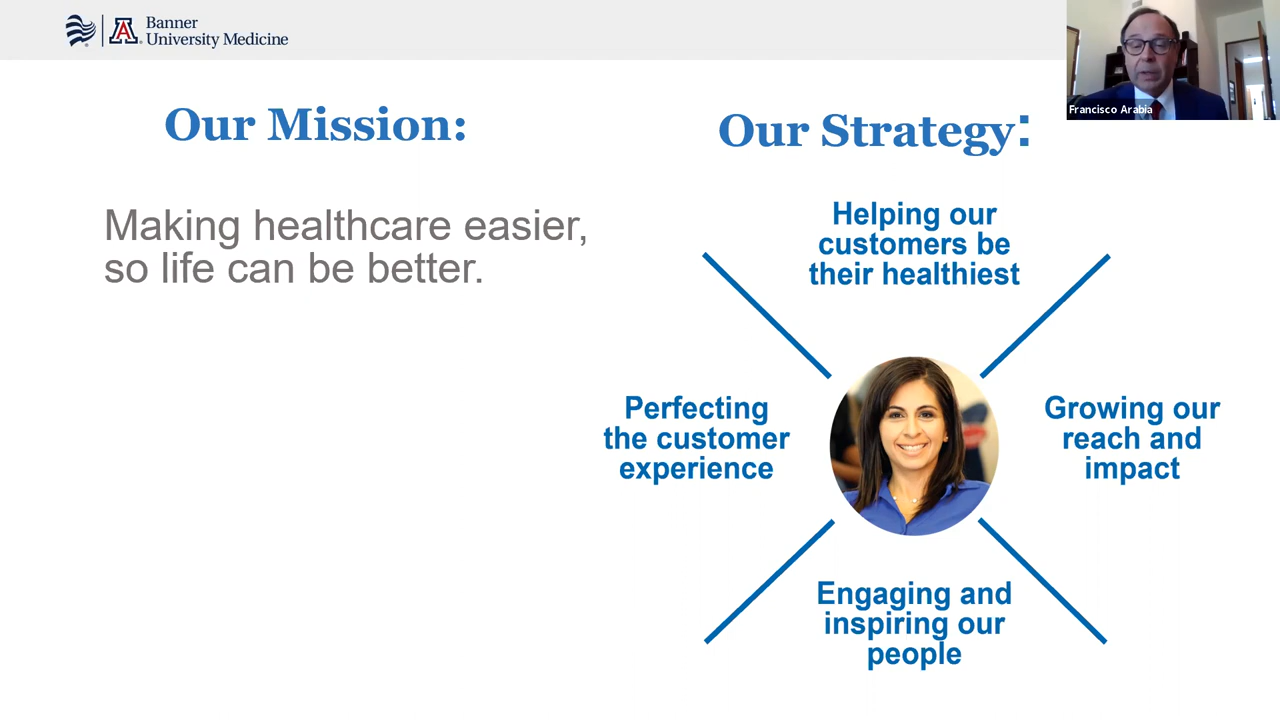 Banner
University Medicine
Francisco Arabia
Our Mission:
Making healthcare easier,
so life can be better.
Our Strategy:
Helping our
customers be
their healthiest
Perfecting
the customer
experience
Growing our
reach and
impact
Engaging and
inspiring our
people